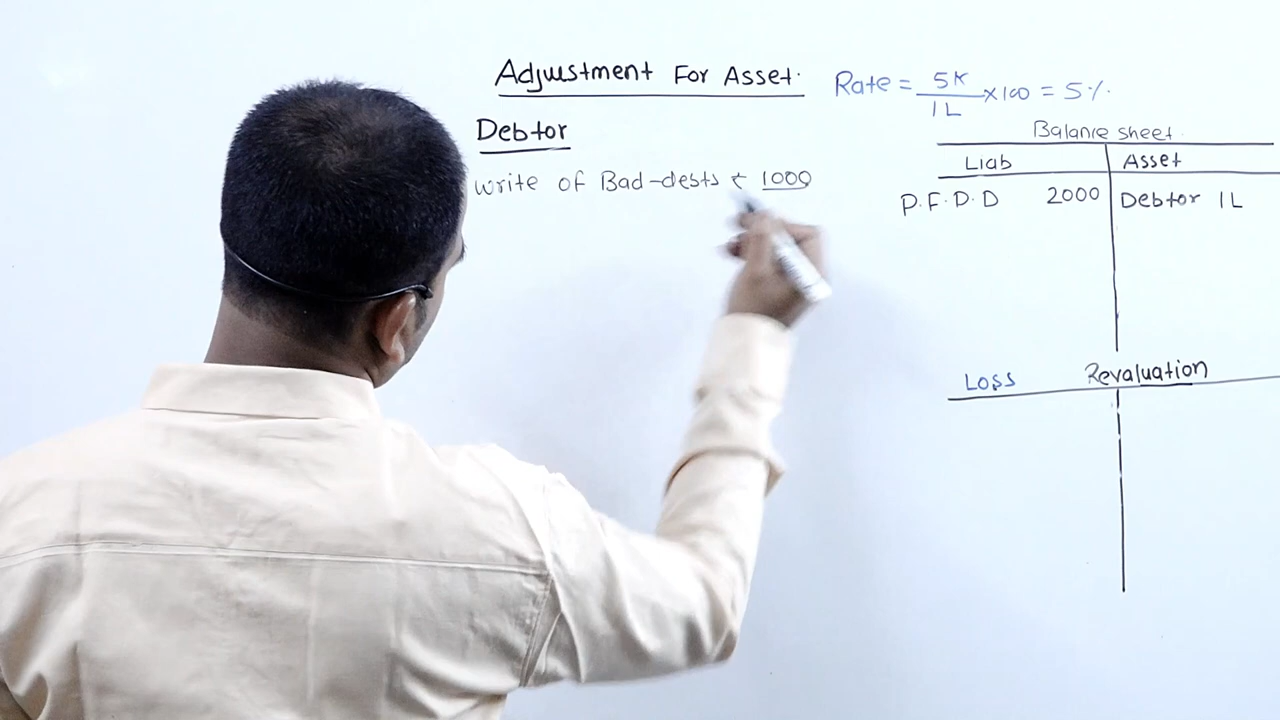 Adjustment For Asset.
Rate = 5K / 1L × 100 = 5%.
Debtor
Balance sheet.
Liab Asset
write of Bad-dests ₹ 1000
P.F.D.D 2000 Debtor 1L
Loss Revaluation